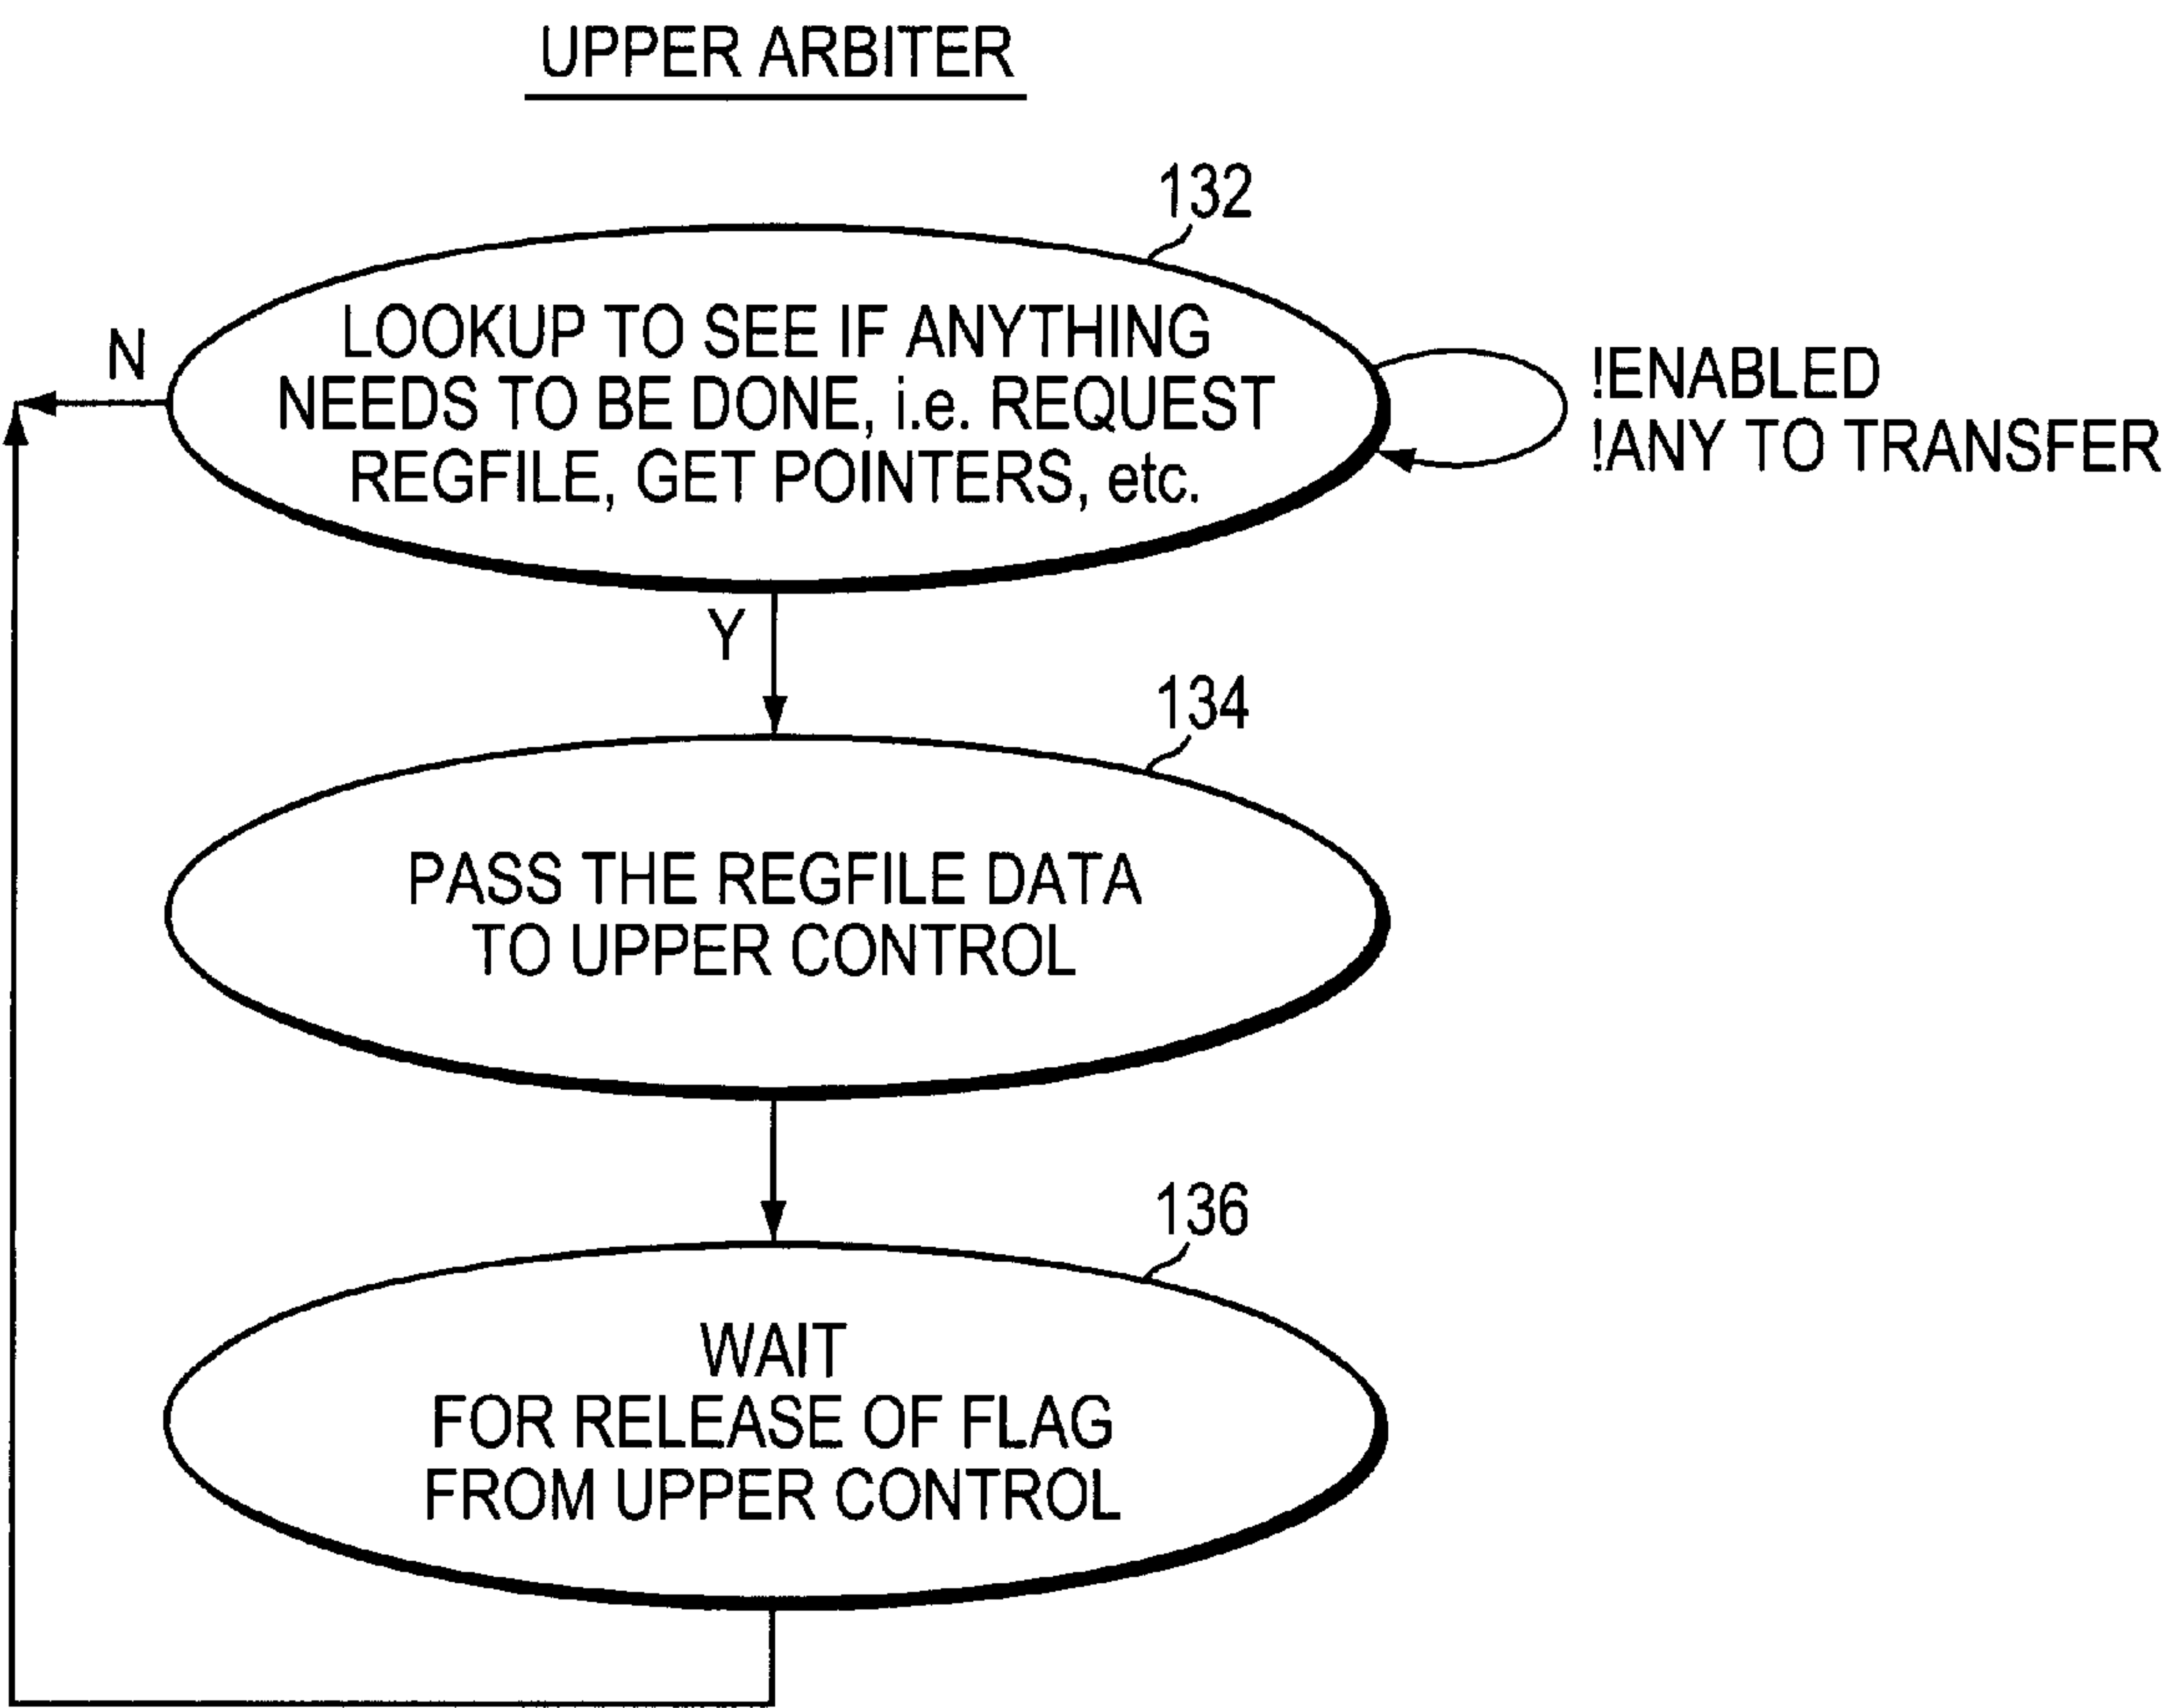 UPPER ARBITER
132
LOOKUP TO SEE IF ANYTHING
NEEDS TO BE DONE, i.e. REQUEST
REGFILE, GET POINTERS, etc.
N
!ENABLED
!ANY TO TRANSFER
Y
134
PASS THE REGFILE DATA
TO UPPER CONTROL
136
WAIT
FOR RELEASE OF FLAG
FROM UPPER CONTROL